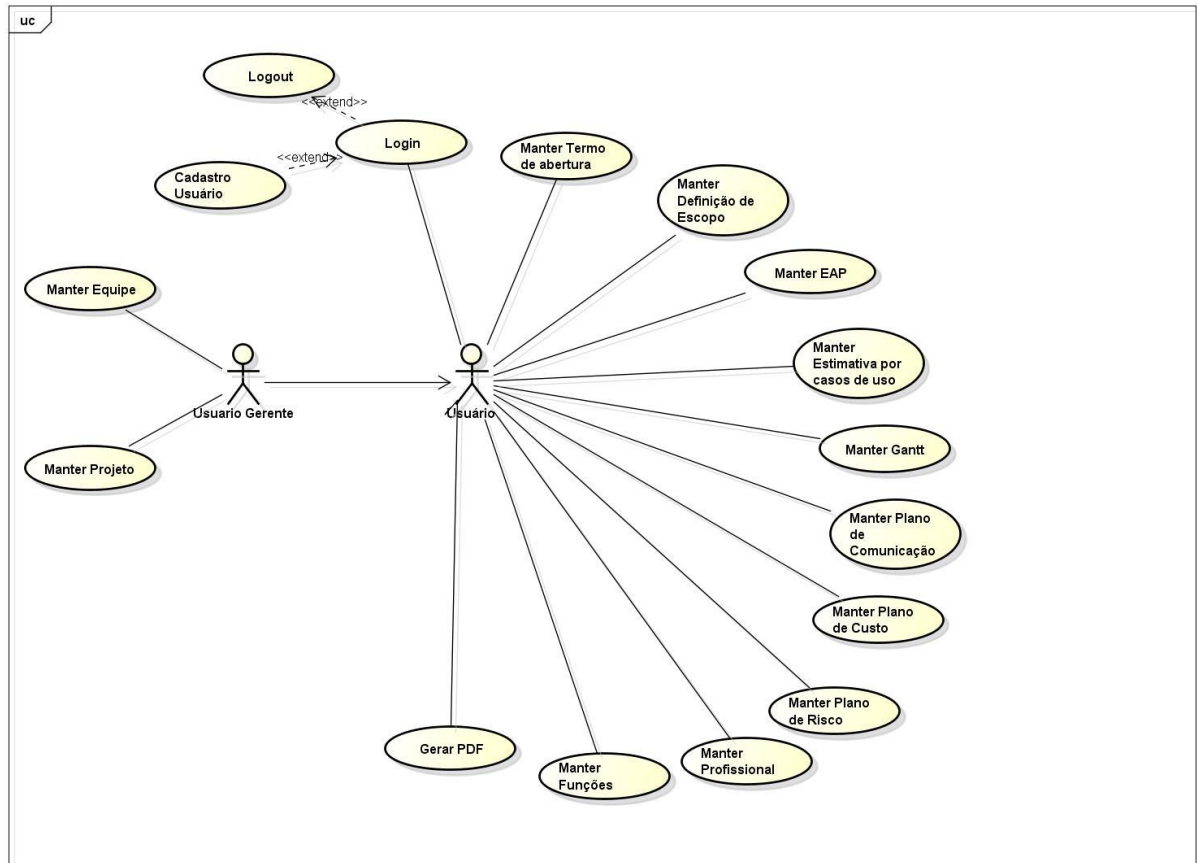 uc
Logout
<<extend>>
Login
Manter Termo
de abertura
<<extend>>
Cadastro
Usuário
Manter
Definição de
Escopo
Manter EAP
Manter Equipe
Manter
Estimativa por
casos de uso
Usuario Gerente
Usuário
Manter Gantt
Manter Projeto
Manter Plano
de
Comunicação
Manter Plano
de Custo
Manter Plano
de Risco
Gerar PDF
Manter
Funções
Manter
Profissional